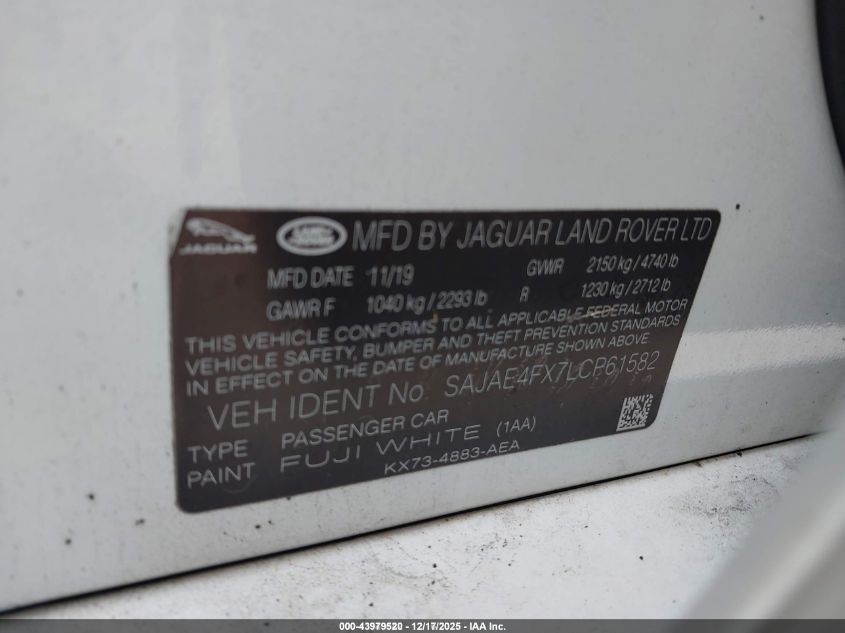 JAGUAR LAND ROVER MFD BY JAGUAR LAND ROVER LTD
MFD DATE 11/19 GVWR 2150 kg / 4740 lb
GAWR F 1040 kg / 2293 lb R 1230 kg / 2712 lb
THIS VEHICLE CONFORMS TO ALL APPLICABLE FEDERAL MOTOR
VEHICLE SAFETY, BUMPER AND THEFT PREVENTION STANDARDS
IN EFFECT ON THE DATE OF MANUFACTURE SHOWN ABOVE
VEH IDENT No. SAJAE4FX7LCP61582
TYPE PASSENGER CAR
PAINT FUJI WHITE (1AA)
KX73-4883-AEA
000-43979520 - 12/17/2025 - IAA Inc.